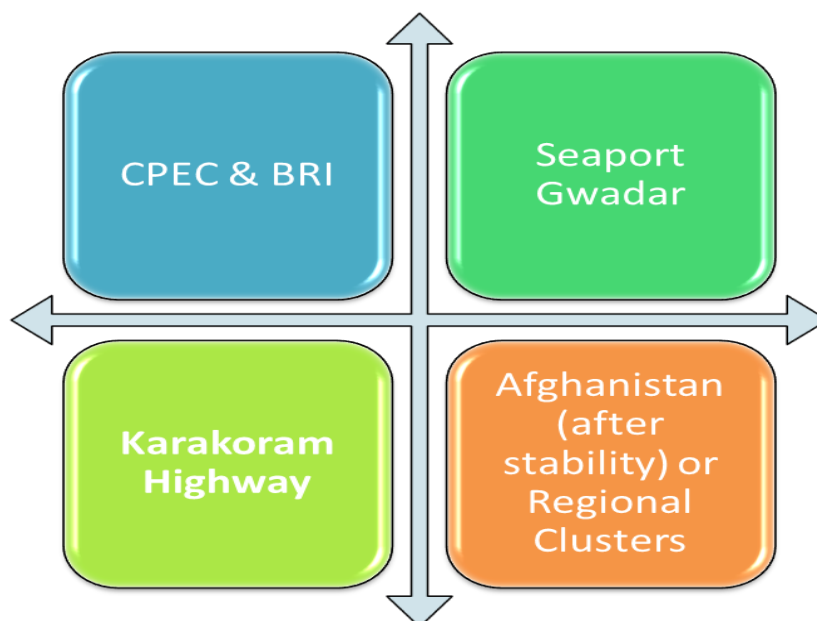 CPEC & BRI
Seaport
Gwadar
Karakoram
Highway
Afghanistan
(after
stability) or
Regional
Clusters